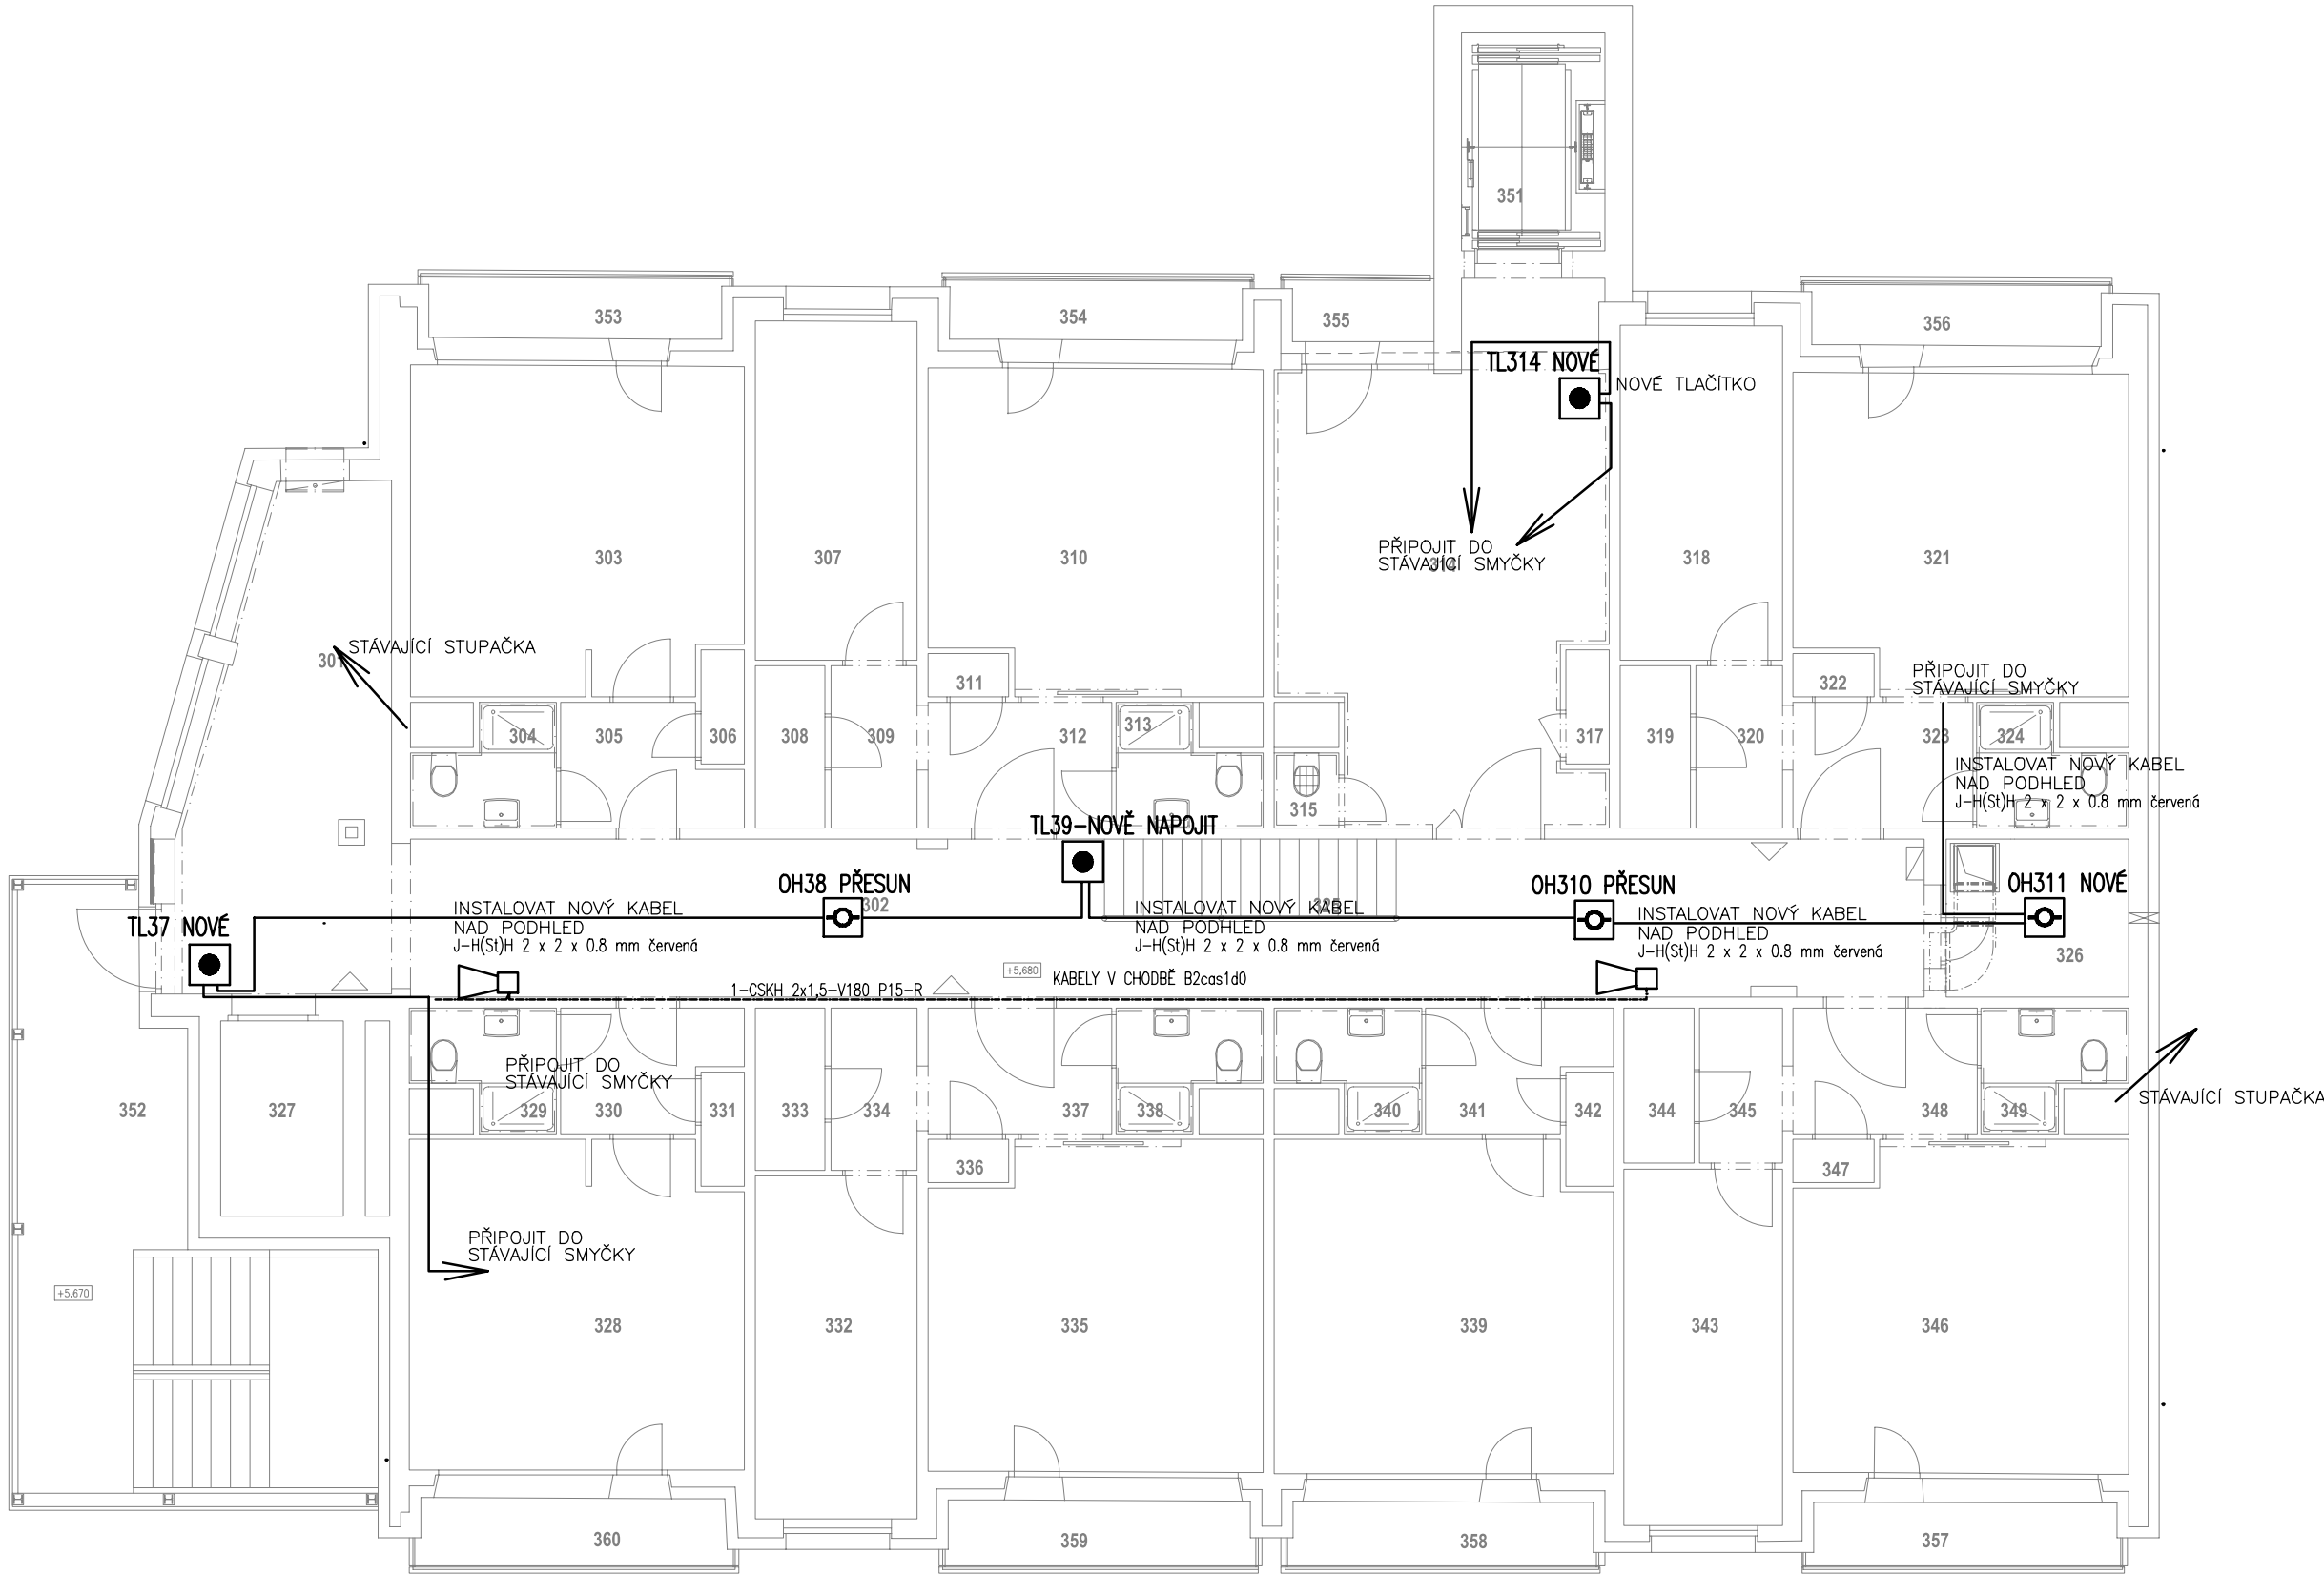 351
353
354
355
356
TL314 NOVÉ
NOVÉ TLAČÍTKO
303
307
310
PŘIPOJIT DO
STÁVAJÍCÍ SMYČKY
314
318
321
STÁVAJÍCÍ STUPAČKA
301
311
322
PŘIPOJIT DO
STÁVAJÍCÍ SMYČKY
304
305
306
308
309
312
313
317
319
320
323
324
INSTALOVAT NOVÝ KABEL
NAD PODHLED
J-H(St)H 2 x 2 x 0.8 mm červená
315
TL39-NOVĚ NAPOJIT
OH38 PŘESUN
302
OH310 PŘESUN
OH311 NOVÉ
TL37 NOVÉ
INSTALOVAT NOVÝ KABEL
NAD PODHLED
J-H(St)H 2 x 2 x 0.8 mm červená
INSTALOVAT NOVÝ KABEL
NAD PODHLED
J-H(St)H 2 x 2 x 0.8 mm červená
INSTALOVAT NOVÝ KABEL
NAD PODHLED
J-H(St)H 2 x 2 x 0.8 mm červená
326
+5,680
KABELY V CHODBĚ B2cas1d0
1-CSKH 2x1,5-V180 P15-R
PŘIPOJIT DO
STÁVAJÍCÍ SMYČKY
STÁVAJÍCÍ STUPAČKA
352
327
329
330
331
333
334
337
338
340
341
342
344
345
348
349
336
347
PŘIPOJIT DO
STÁVAJÍCÍ SMYČKY
+5,670
328
332
335
339
343
346
360
359
358
357